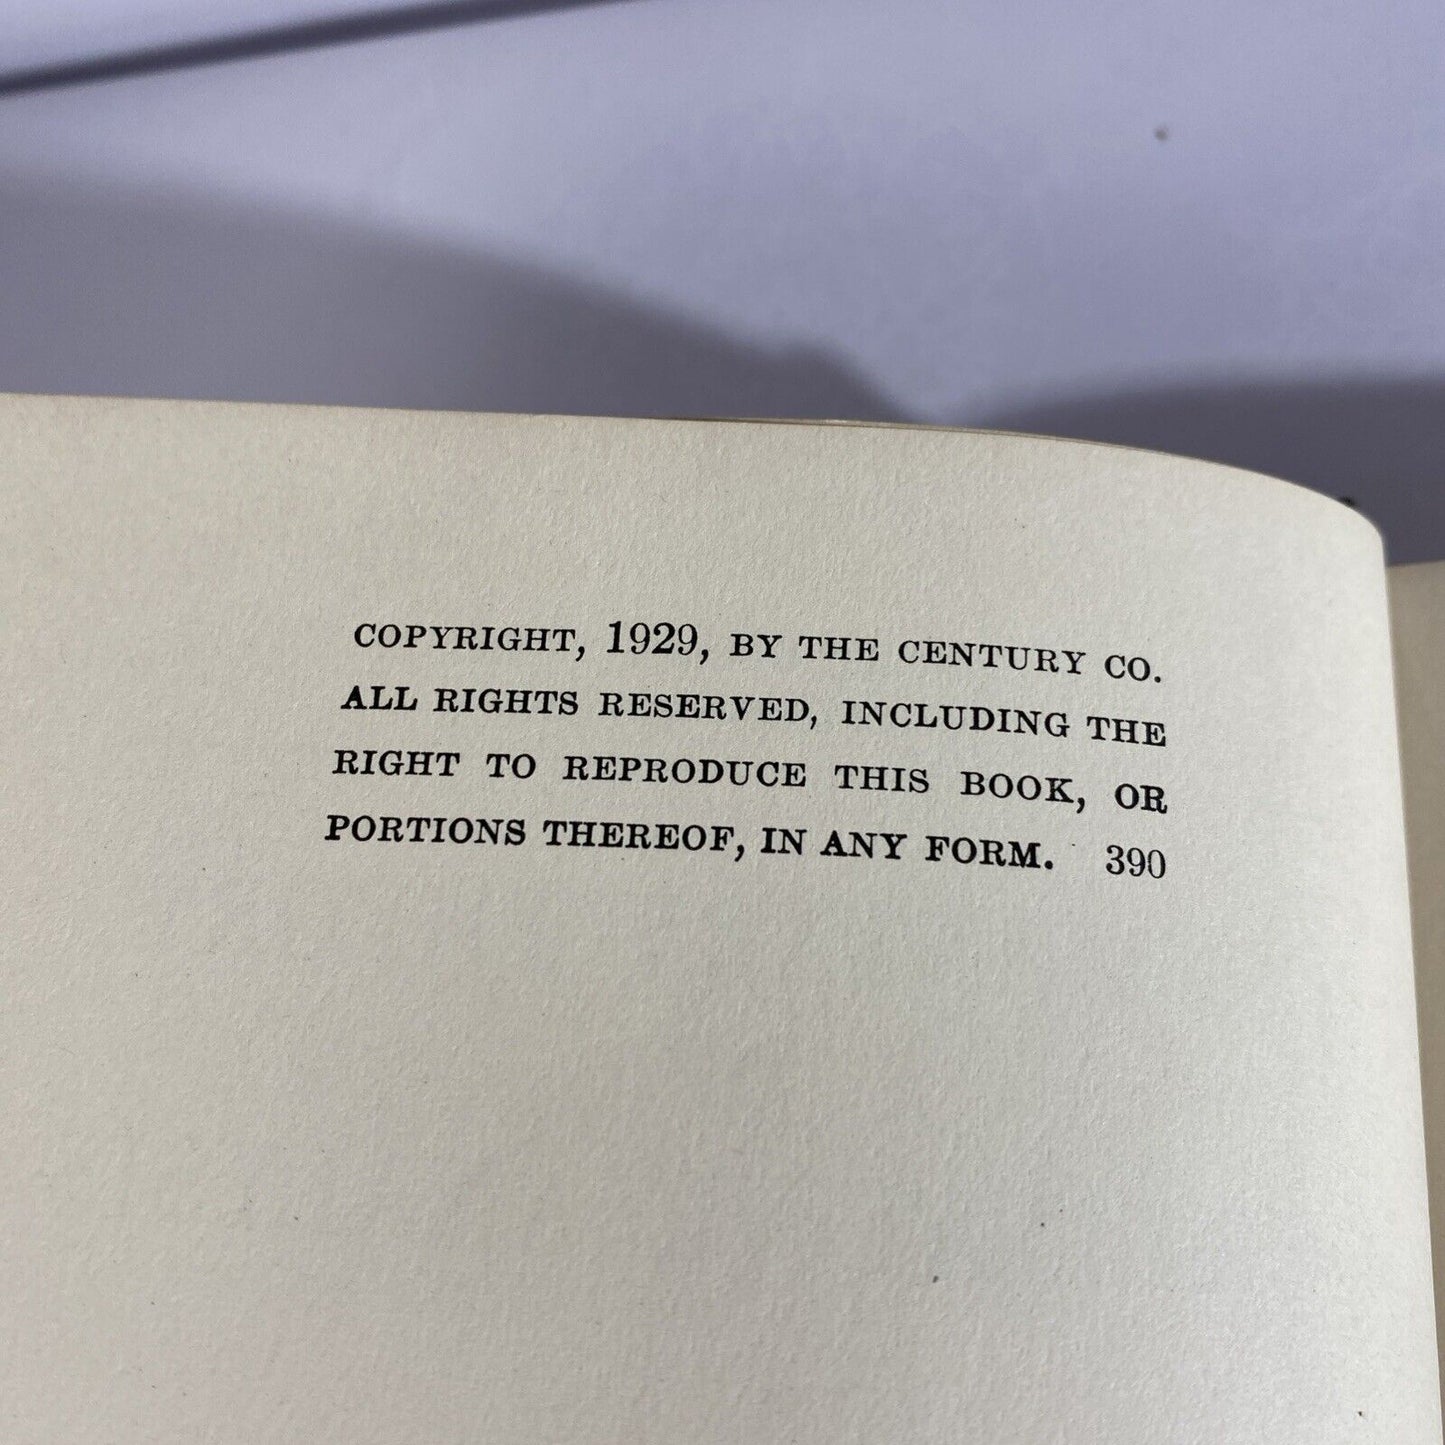 COPYRIGHT, 1929, BY THE CENTURY CO.
ALL RIGHTS RESERVED, INCLUDING THE
RIGHT TO REPRODUCE THIS BOOK, OR
PORTIONS THEREOF, IN ANY FORM. 390